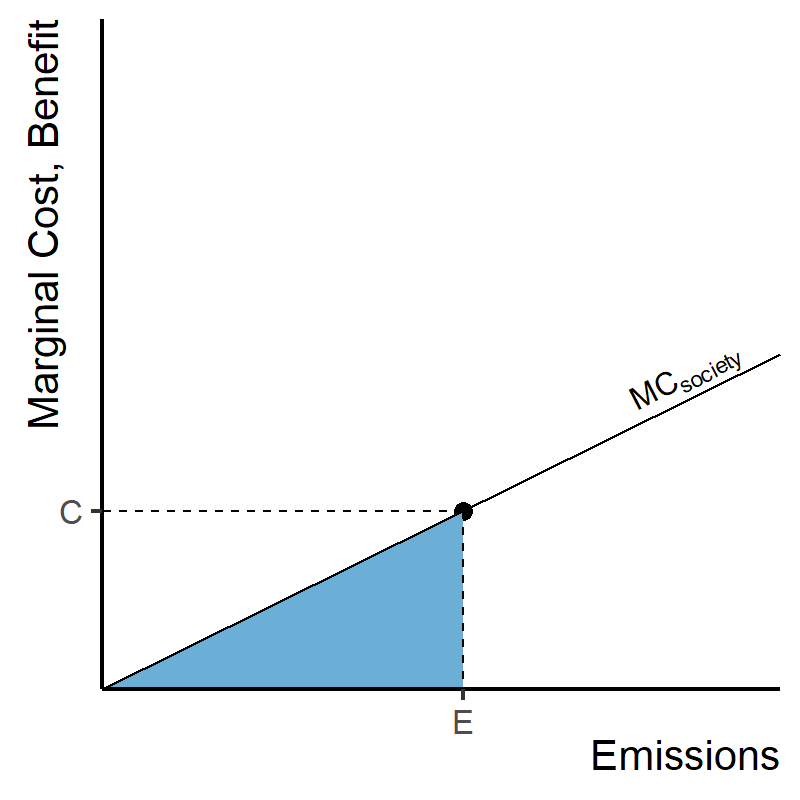 Marginal Cost, Benefit
MCsociety
C
E
Emissions